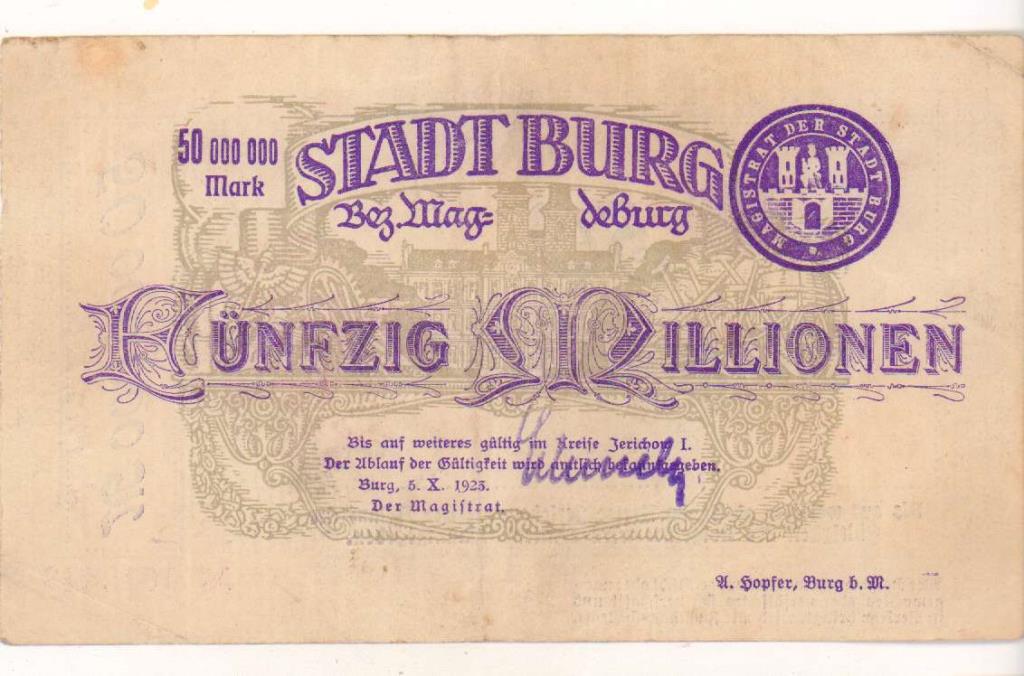 50 000 000
Mark
STADT BURG
Bez. Mag= deburg
MAGISTRAT DER STADT BURG
FÜNFZIG MILLIONEN
Bis auf weiteres gültig im Kreise Jerichow I.
Der Ablauf der Gültigkeit wird amtlich bekanntgegeben.
Burg, 5. X. 1923.
Der Magistrat.
A. Hopfer, Burg b. M.